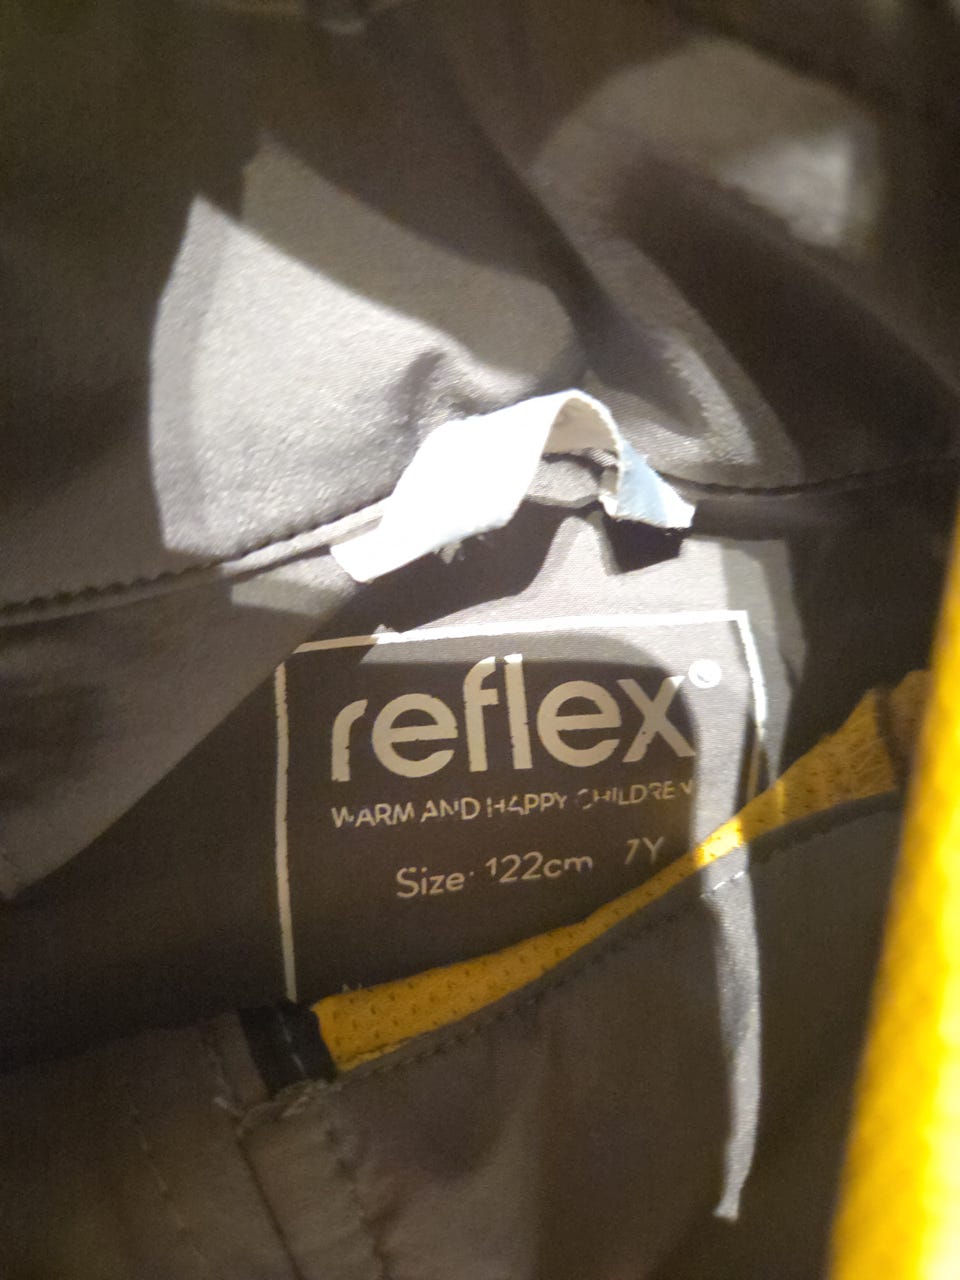 reflex®
WARM AND HAPPY CHILDREN
Size: 122cm 7Y